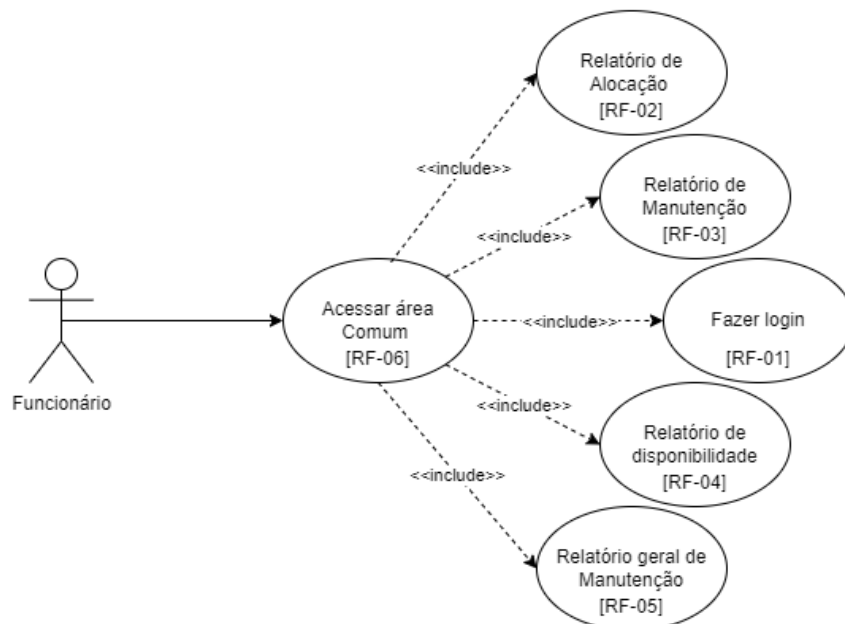 Relatório de
Alocação
[RF-02]
<<include>>
Relatório de
Manutenção
[RF-03]
<<include>>
Acessar área
Comum
[RF-06]
<<include>>
Fazer login
[RF-01]
Funcionário
<<include>>
Relatório de
disponibilidade
[RF-04]
<<include>>
Relatório geral de
Manutenção
[RF-05]